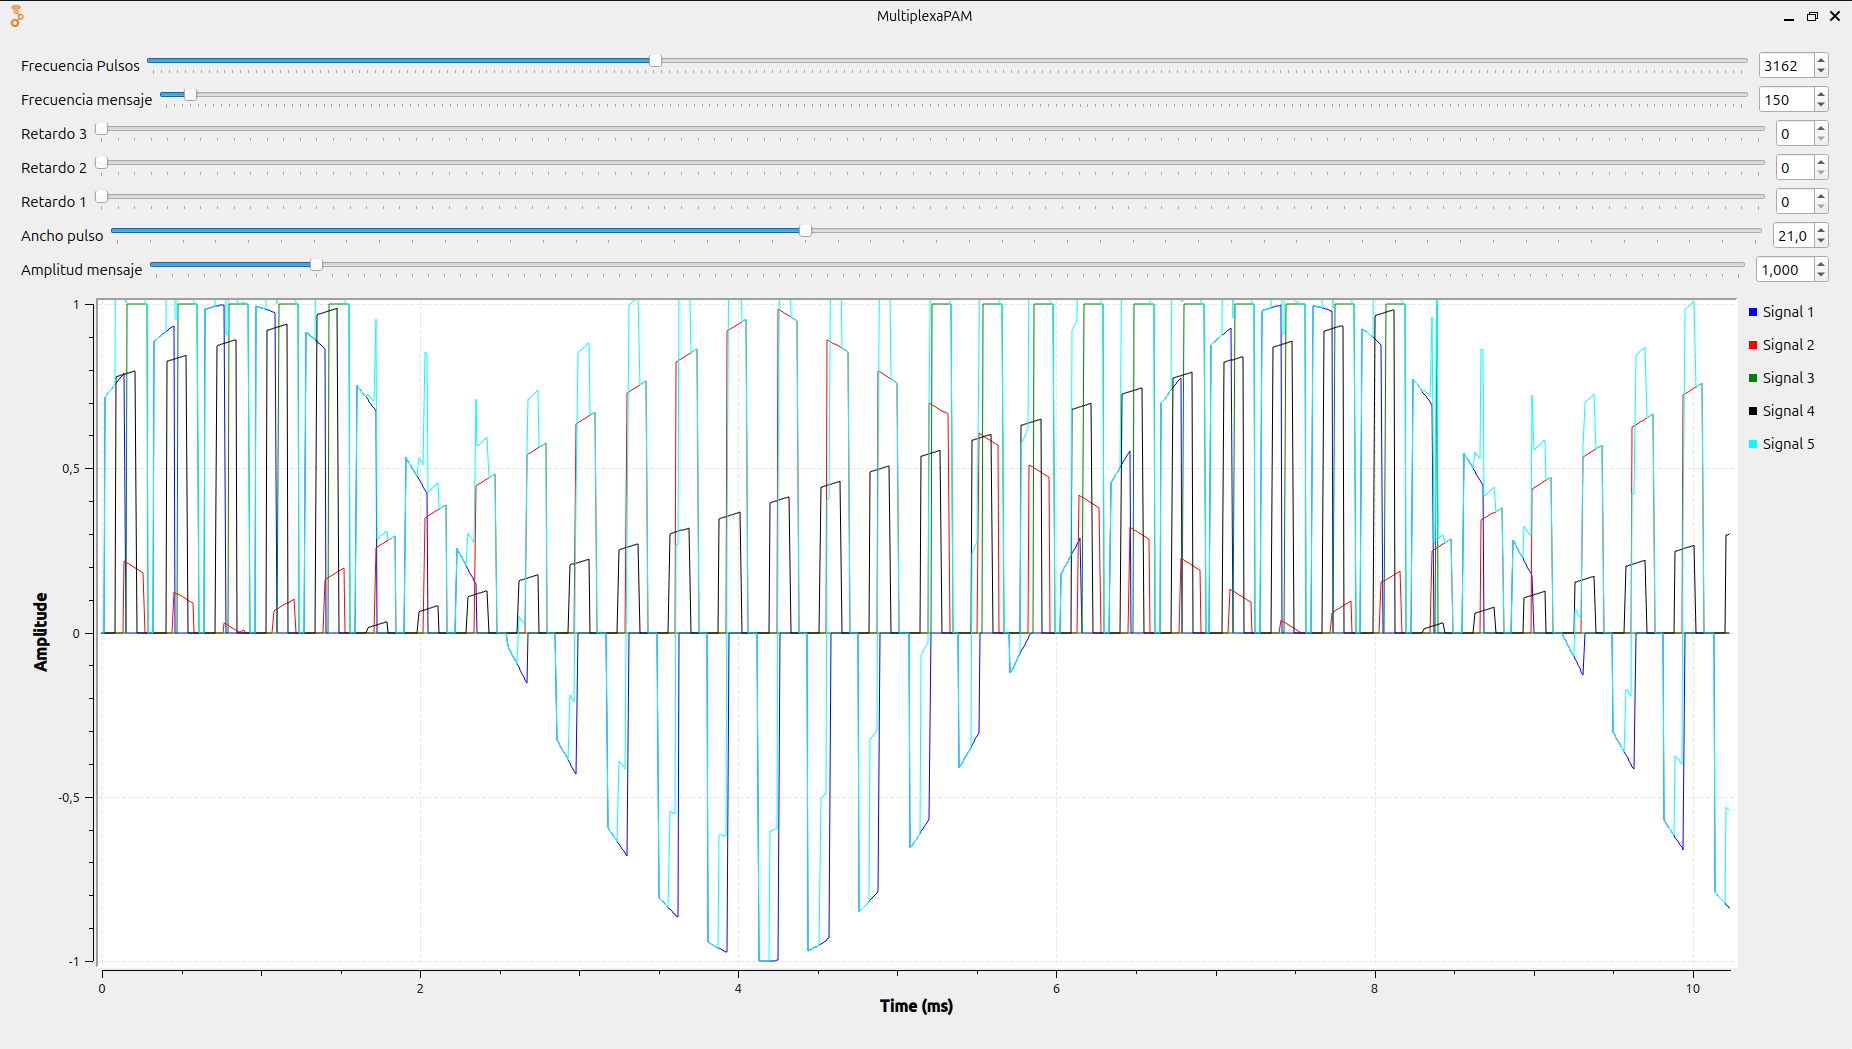 MultiplexaPAM
Frecuencia Pulsos 3162
Frecuencia mensaje 150
Retardo 3 0
Retardo 2 0
Retardo 1 0
Ancho pulso 21,0
Amplitud mensaje 1,000
1
0,5
0
-0,5
-1
Amplitude
0 2 4 6 8 10
Time (ms)
Signal 1
Signal 2
Signal 3
Signal 4
Signal 5